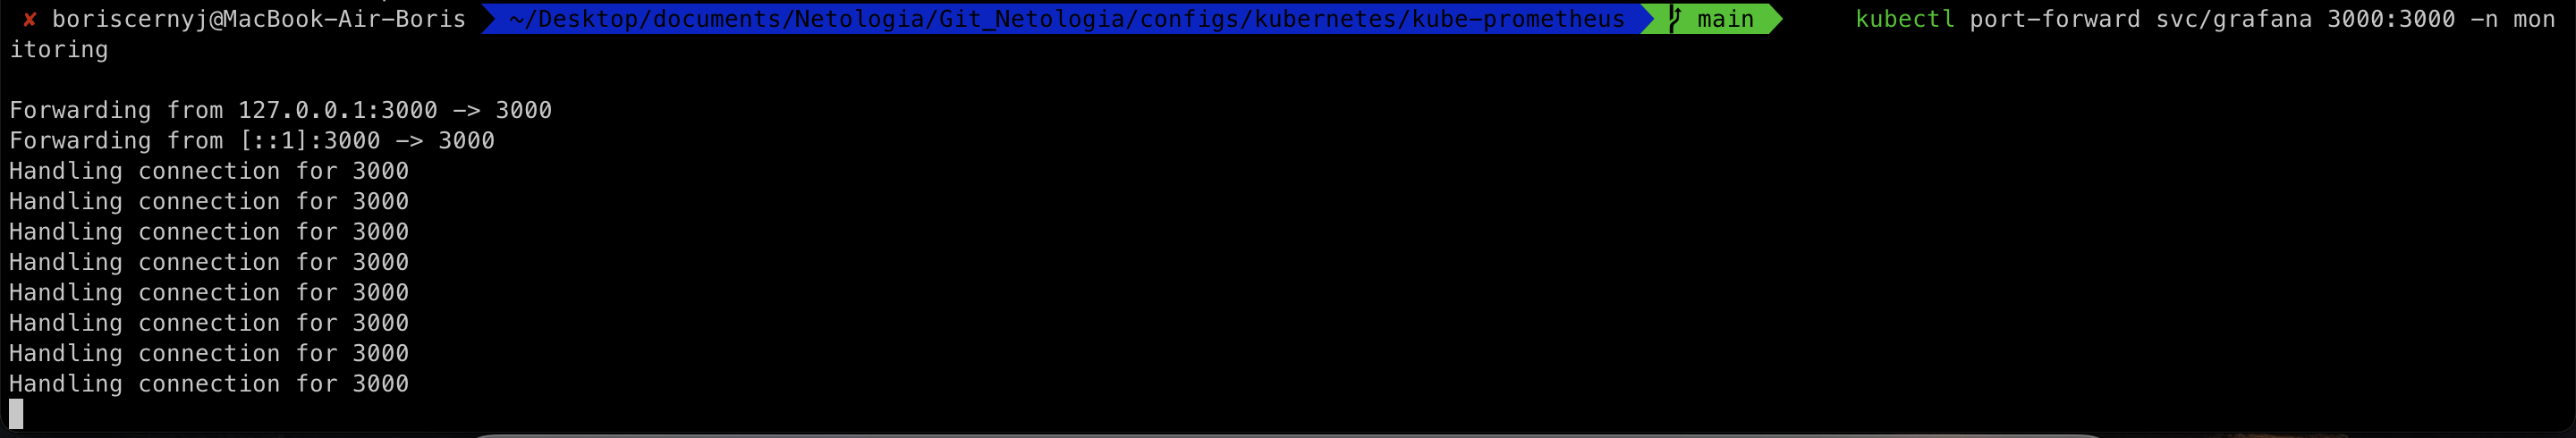 ✘ boriscernyj@MacBook-Air-Boris ~/Desktop/documents/Netologia/Git_Netologia/configs/kubernetes/kube-prometheus main kubectl port-forward svc/grafana 3000:3000 -n mon
itoring
Forwarding from 127.0.0.1:3000 -> 3000
Forwarding from [::1]:3000 -> 3000
Handling connection for 3000
Handling connection for 3000
Handling connection for 3000
Handling connection for 3000
Handling connection for 3000
Handling connection for 3000
Handling connection for 3000
Handling connection for 3000